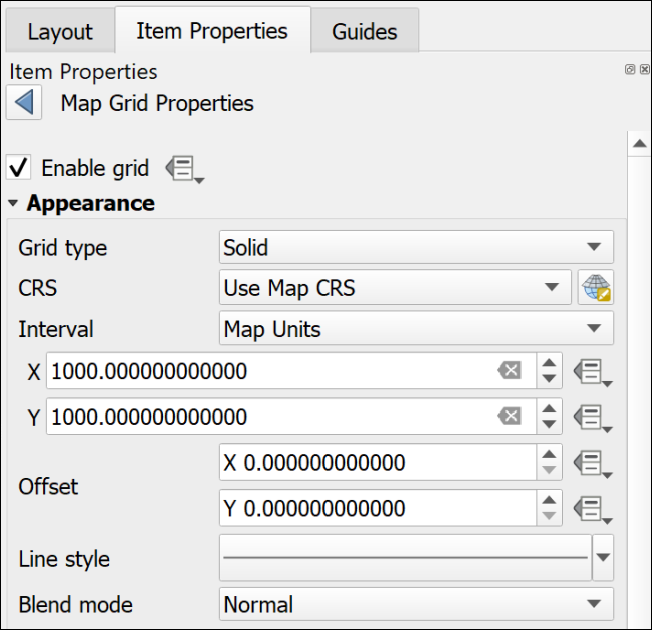 Layout Item Properties Guides
Item Properties
Map Grid Properties
Enable grid
Appearance
Grid type Solid
CRS Use Map CRS
Interval Map Units
X 1000.000000000000
Y 1000.000000000000
X 0.000000000000
Offset
Y 0.000000000000
Line style
Blend mode Normal